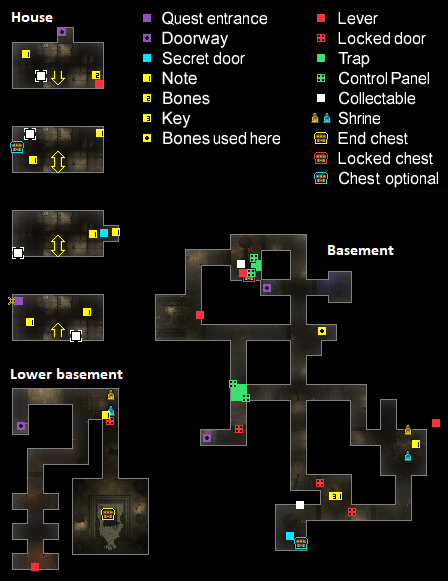 House
Quest entrance
Doorway
Secret door
Note
Bones
Key
Bones used here
Lever
Locked door
Trap
Control Panel
Collectable
Shrine
End chest
Locked chest
Chest optional
Basement
Lower basement